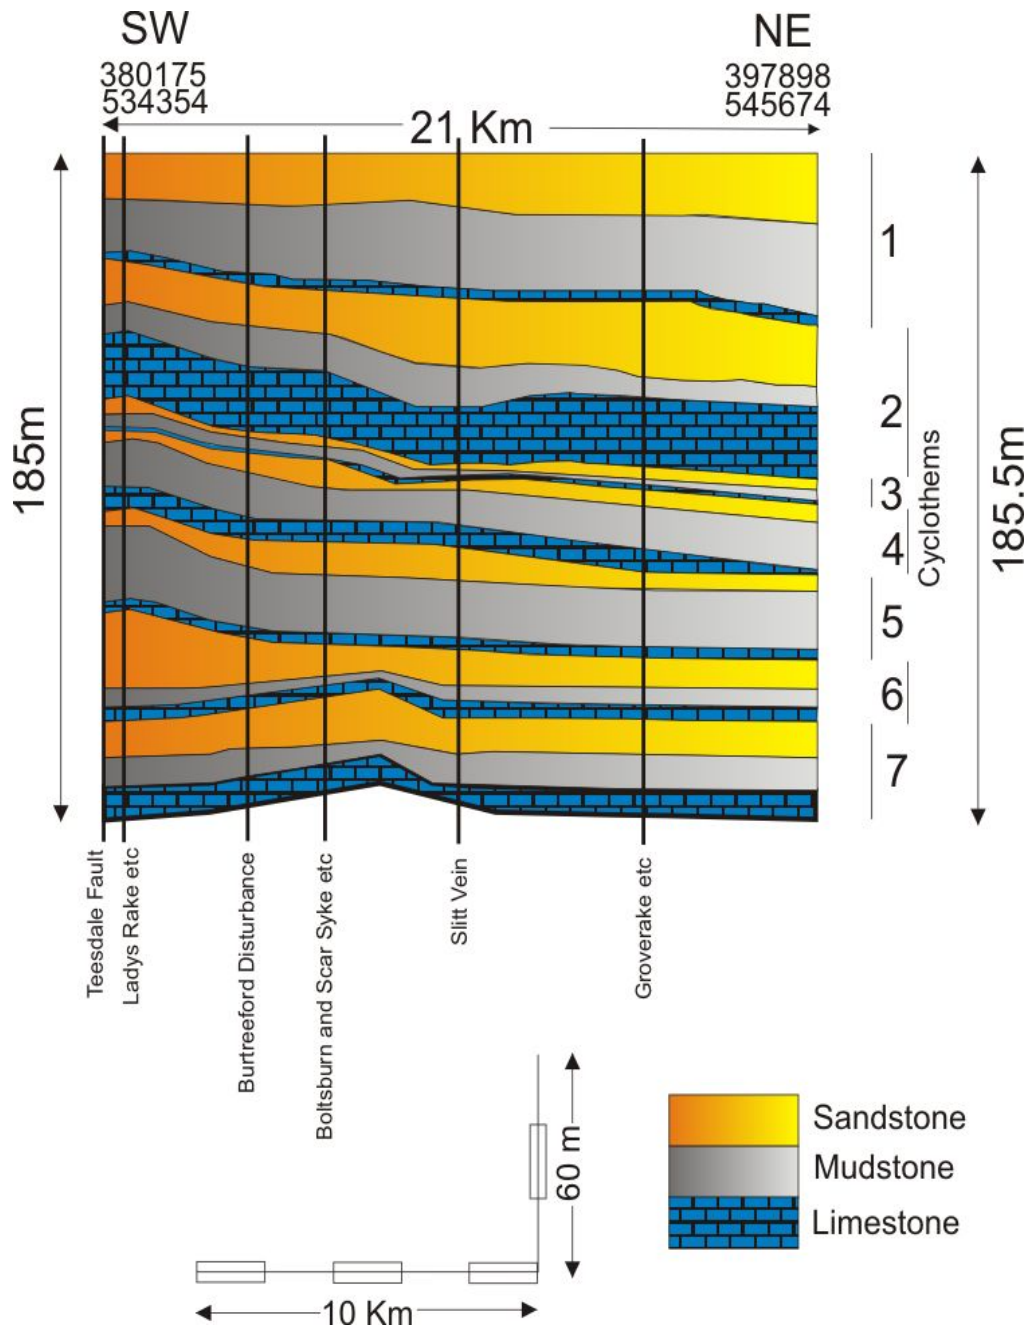 SW
NE
380175
534354
397898
545674
21 Km
185m
185.5m
1
2
3
4
5
6
7
Cyclothems
Teesdale Fault
Ladys Rake etc
Burtreeford Disturbance
Boltsburn and Scar Syke etc
Slitt Vein
Groverake etc
60 m
10 Km
Sandstone
Mudstone
Limestone